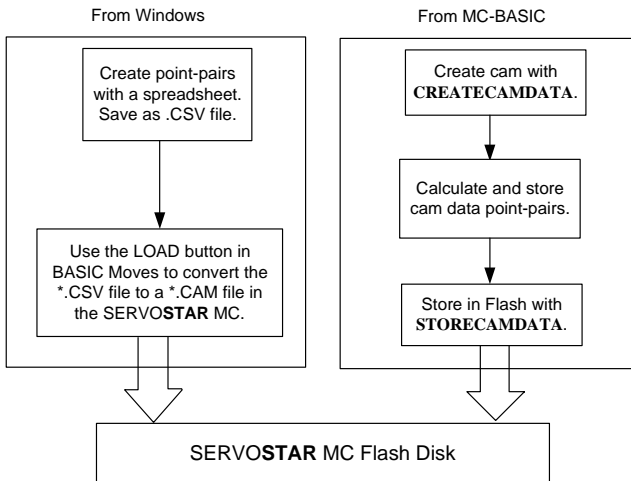 From Windows
Create point-pairs
with a spreadsheet.
Save as .CSV file.
Use the LOAD button in
BASIC Moves to convert the
*.CSV file to a *.CAM file in
the SERVOSTAR MC.
From MC-BASIC
Create cam with
CREATECAMDATA.
Calculate and store
cam data point-pairs.
Store in Flash with
STORECAMDATA.
SERVOSTAR MC Flash Disk